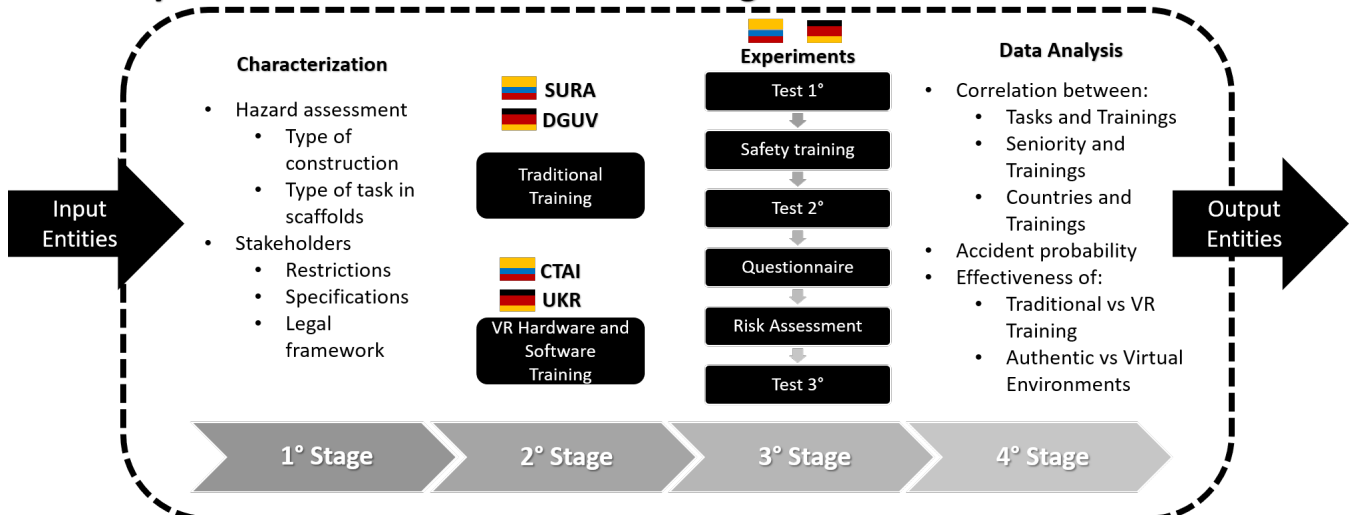 Input
Entities
Characterization
• Hazard assessment
• Type of
construction
• Type of task in
scaffolds
• Stakeholders
• Restrictions
• Specifications
• Legal
framework
SURA
DGUV
Traditional
Training
CTAI
UKR
VR Hardware and
Software
Training
Experiments
Test 1°
Safety training
Test 2°
Questionnaire
Risk Assessment
Test 3°
Data Analysis
• Correlation between:
• Tasks and Trainings
• Seniority and
Trainings
• Countries and
Trainings
• Accident probability
• Effectiveness of:
• Traditional vs VR
Training
• Authentic vs Virtual
Environments
Output
Entities
1° Stage
2° Stage
3° Stage
4° Stage